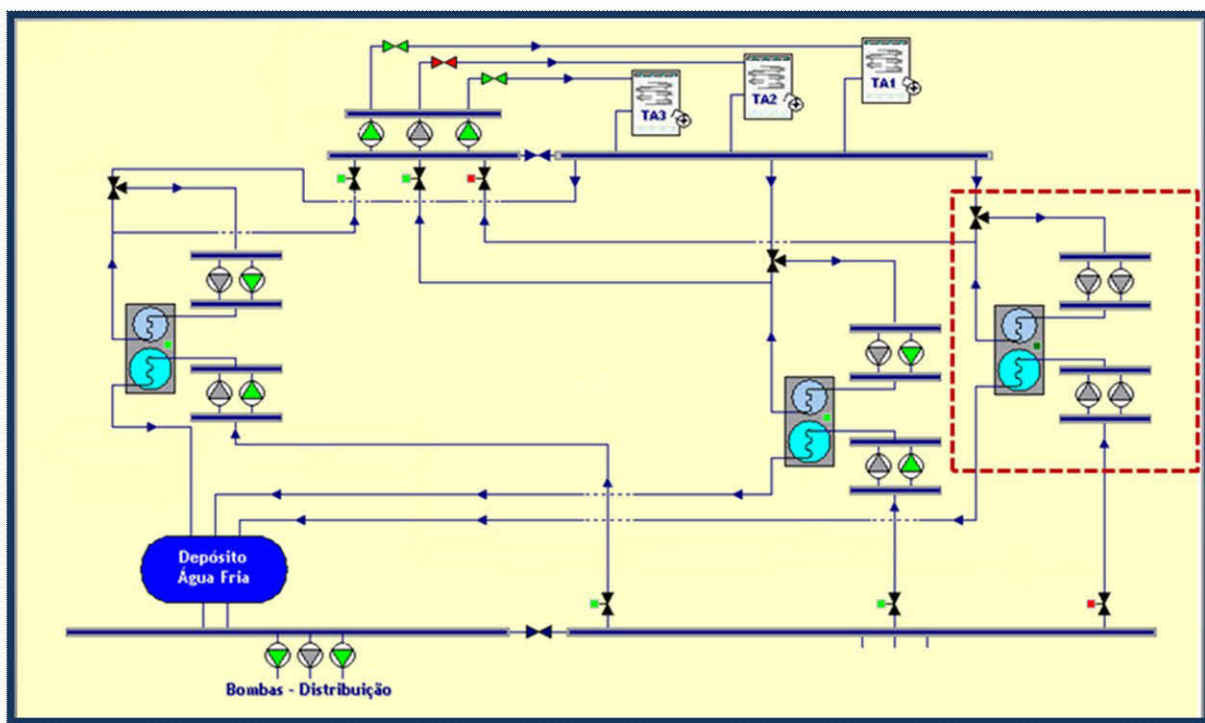 TA1
TA2
TA3
Depósito
Água Fria
Bombas - Distribuição